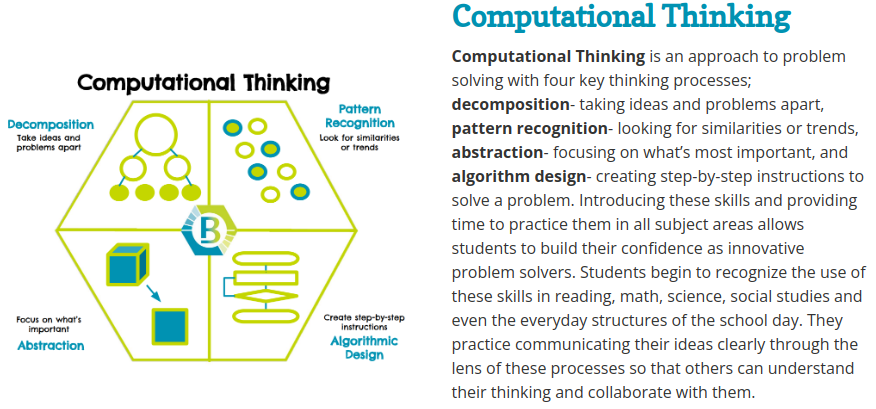 Computational Thinking
Decomposition
Take ideas and
problems apart
Pattern
Recognition
Look for similarities
or trends
B
Focus on what's
important
Abstraction
Create step-by-step
instructions
Algorithmic
Design
Computational Thinking
Computational Thinking is an approach to problem
solving with four key thinking processes;
decomposition- taking ideas and problems apart,
pattern recognition- looking for similarities or trends,
abstraction- focusing on what’s most important, and
algorithm design- creating step-by-step instructions to
solve a problem. Introducing these skills and providing
time to practice them in all subject areas allows
students to build their confidence as innovative
problem solvers. Students begin to recognize the use of
these skills in reading, math, science, social studies and
even the everyday structures of the school day. They
practice communicating their ideas clearly through the
lens of these processes so that others can understand
their thinking and collaborate with them.